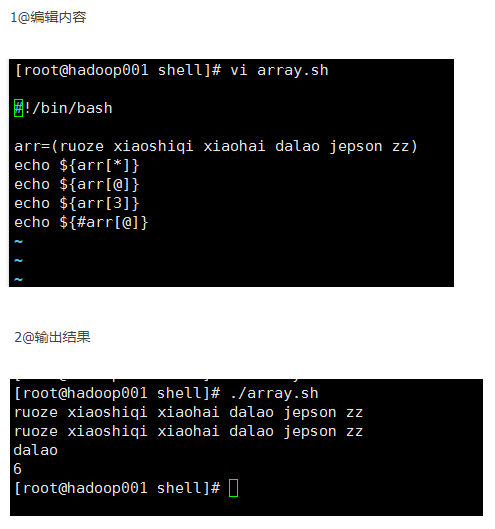 1@编辑内容
[root@hadoop001 shell]# vi array.sh
#!/bin/bash
arr=(ruoze xiaoshiqi xiaohai dalao jepson zz)
echo ${arr[*]}
echo ${arr[@]}
echo ${arr[3]}
echo ${#arr[@]}
~
~
~
2@输出结果
[root@hadoop001 shell]# ./array.sh
ruoze xiaoshiqi xiaohai dalao jepson zz
ruoze xiaoshiqi xiaohai dalao jepson zz
dalao
6
[root@hadoop001 shell]#